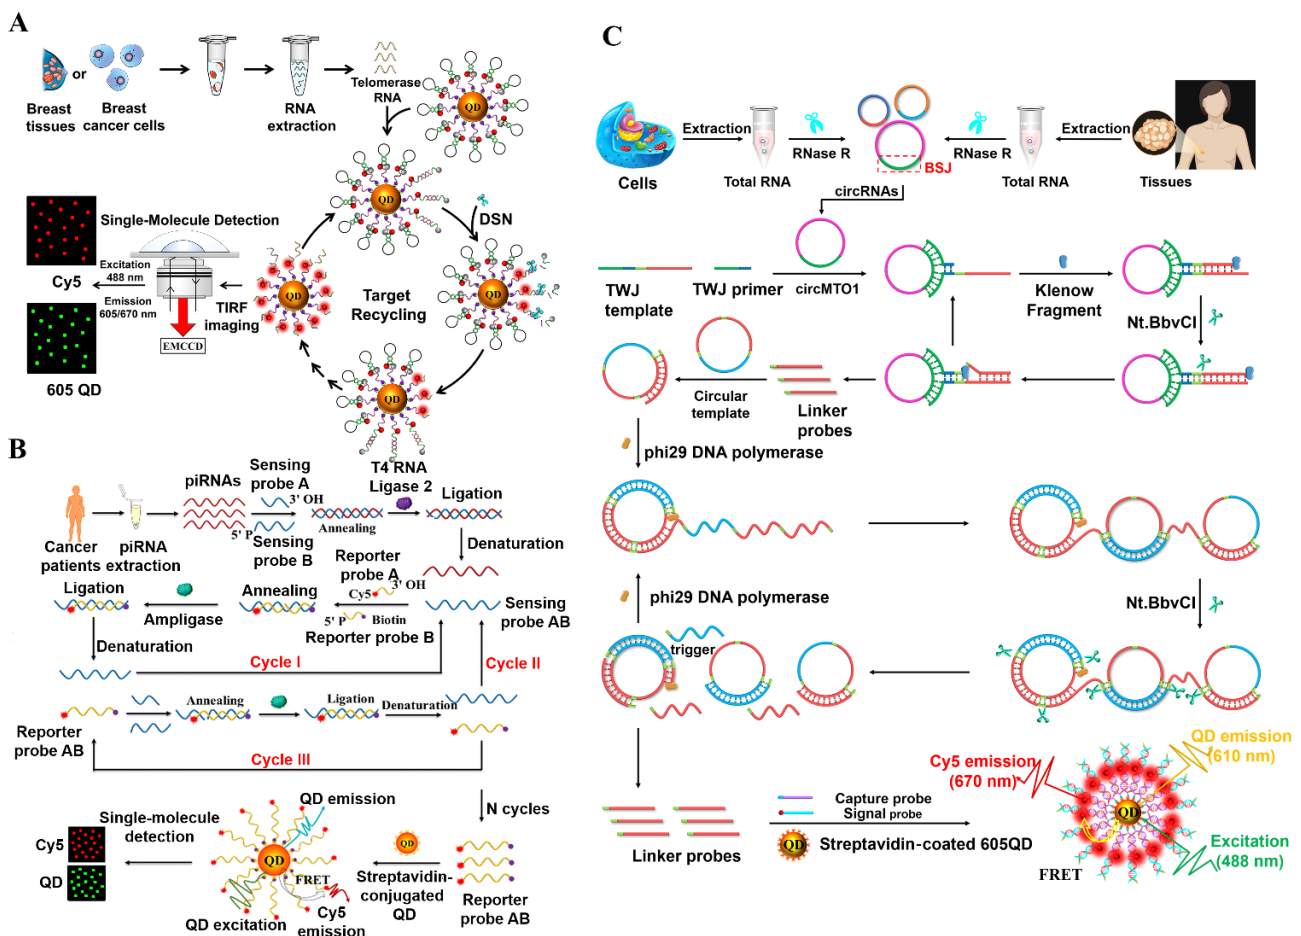 A
Breast
tissues
or
Breast
cancer cells
RNA
extraction
Telomerase
RNA
QD
QD
DSN
QD
Target
Recycling
QD
QD
TIRF
imaging
Single-Molecule Detection
Excitation
488 nm
Emission
605/670 nm
EMCCD
Cy5
605 QD
B
Cancer
patients
piRNA
extraction
piRNAs
5' P
Sensing
probe A
3' OH
Sensing
probe B
Annealing
T4 RNA
Ligase 2
Ligation
Denaturation
Sensing
probe AB
Reporter
probe A
Cy5
3' OH
5' P
Biotin
Reporter probe B
Annealing
Ampligase
Ligation
Denaturation
Cycle I
Cycle II
Reporter
probe AB
Annealing
Ligation
Denaturation
Cycle III
N cycles
Reporter
probe AB
QD
Streptavidin-
conjugated
QD
QD emission
QD
FRET
Cy5
emission
QD excitation
Single-molecule
detection
Cy5
QD
C
Cells
Extraction
Total RNA
RNase R
BSJ
circRNAs
RNase R
Total RNA
Extraction
Tissues
TWJ
template
TWJ primer
circMTO1
Klenow
Fragment
Nt.BbvCI
Linker
probes
Circular
template
phi29 DNA polymerase
Nt.BbvCI
phi29 DNA polymerase
trigger
Linker probes
Capture probe
Signal probe
QD
Streptavidin-coated 605QD
Cy5 emission
(670 nm)
QD emission
(610 nm)
QD
FRET
Excitation
(488 nm)